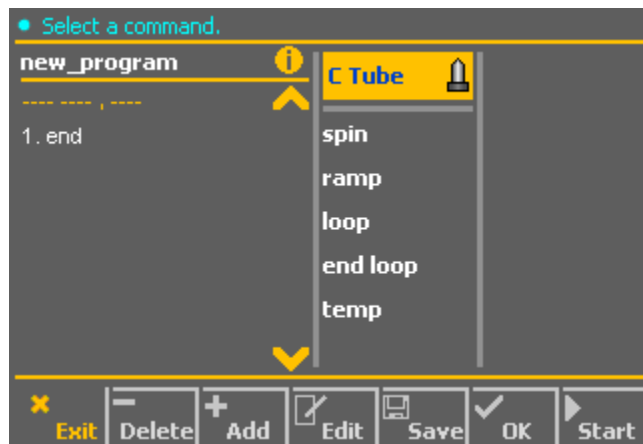 Select a command.
new_program
i
---- ---- , ----
1. end
C Tube
spin
ramp
loop
end loop
temp
Exit
Delete
Add
Edit
Save
OK
Start